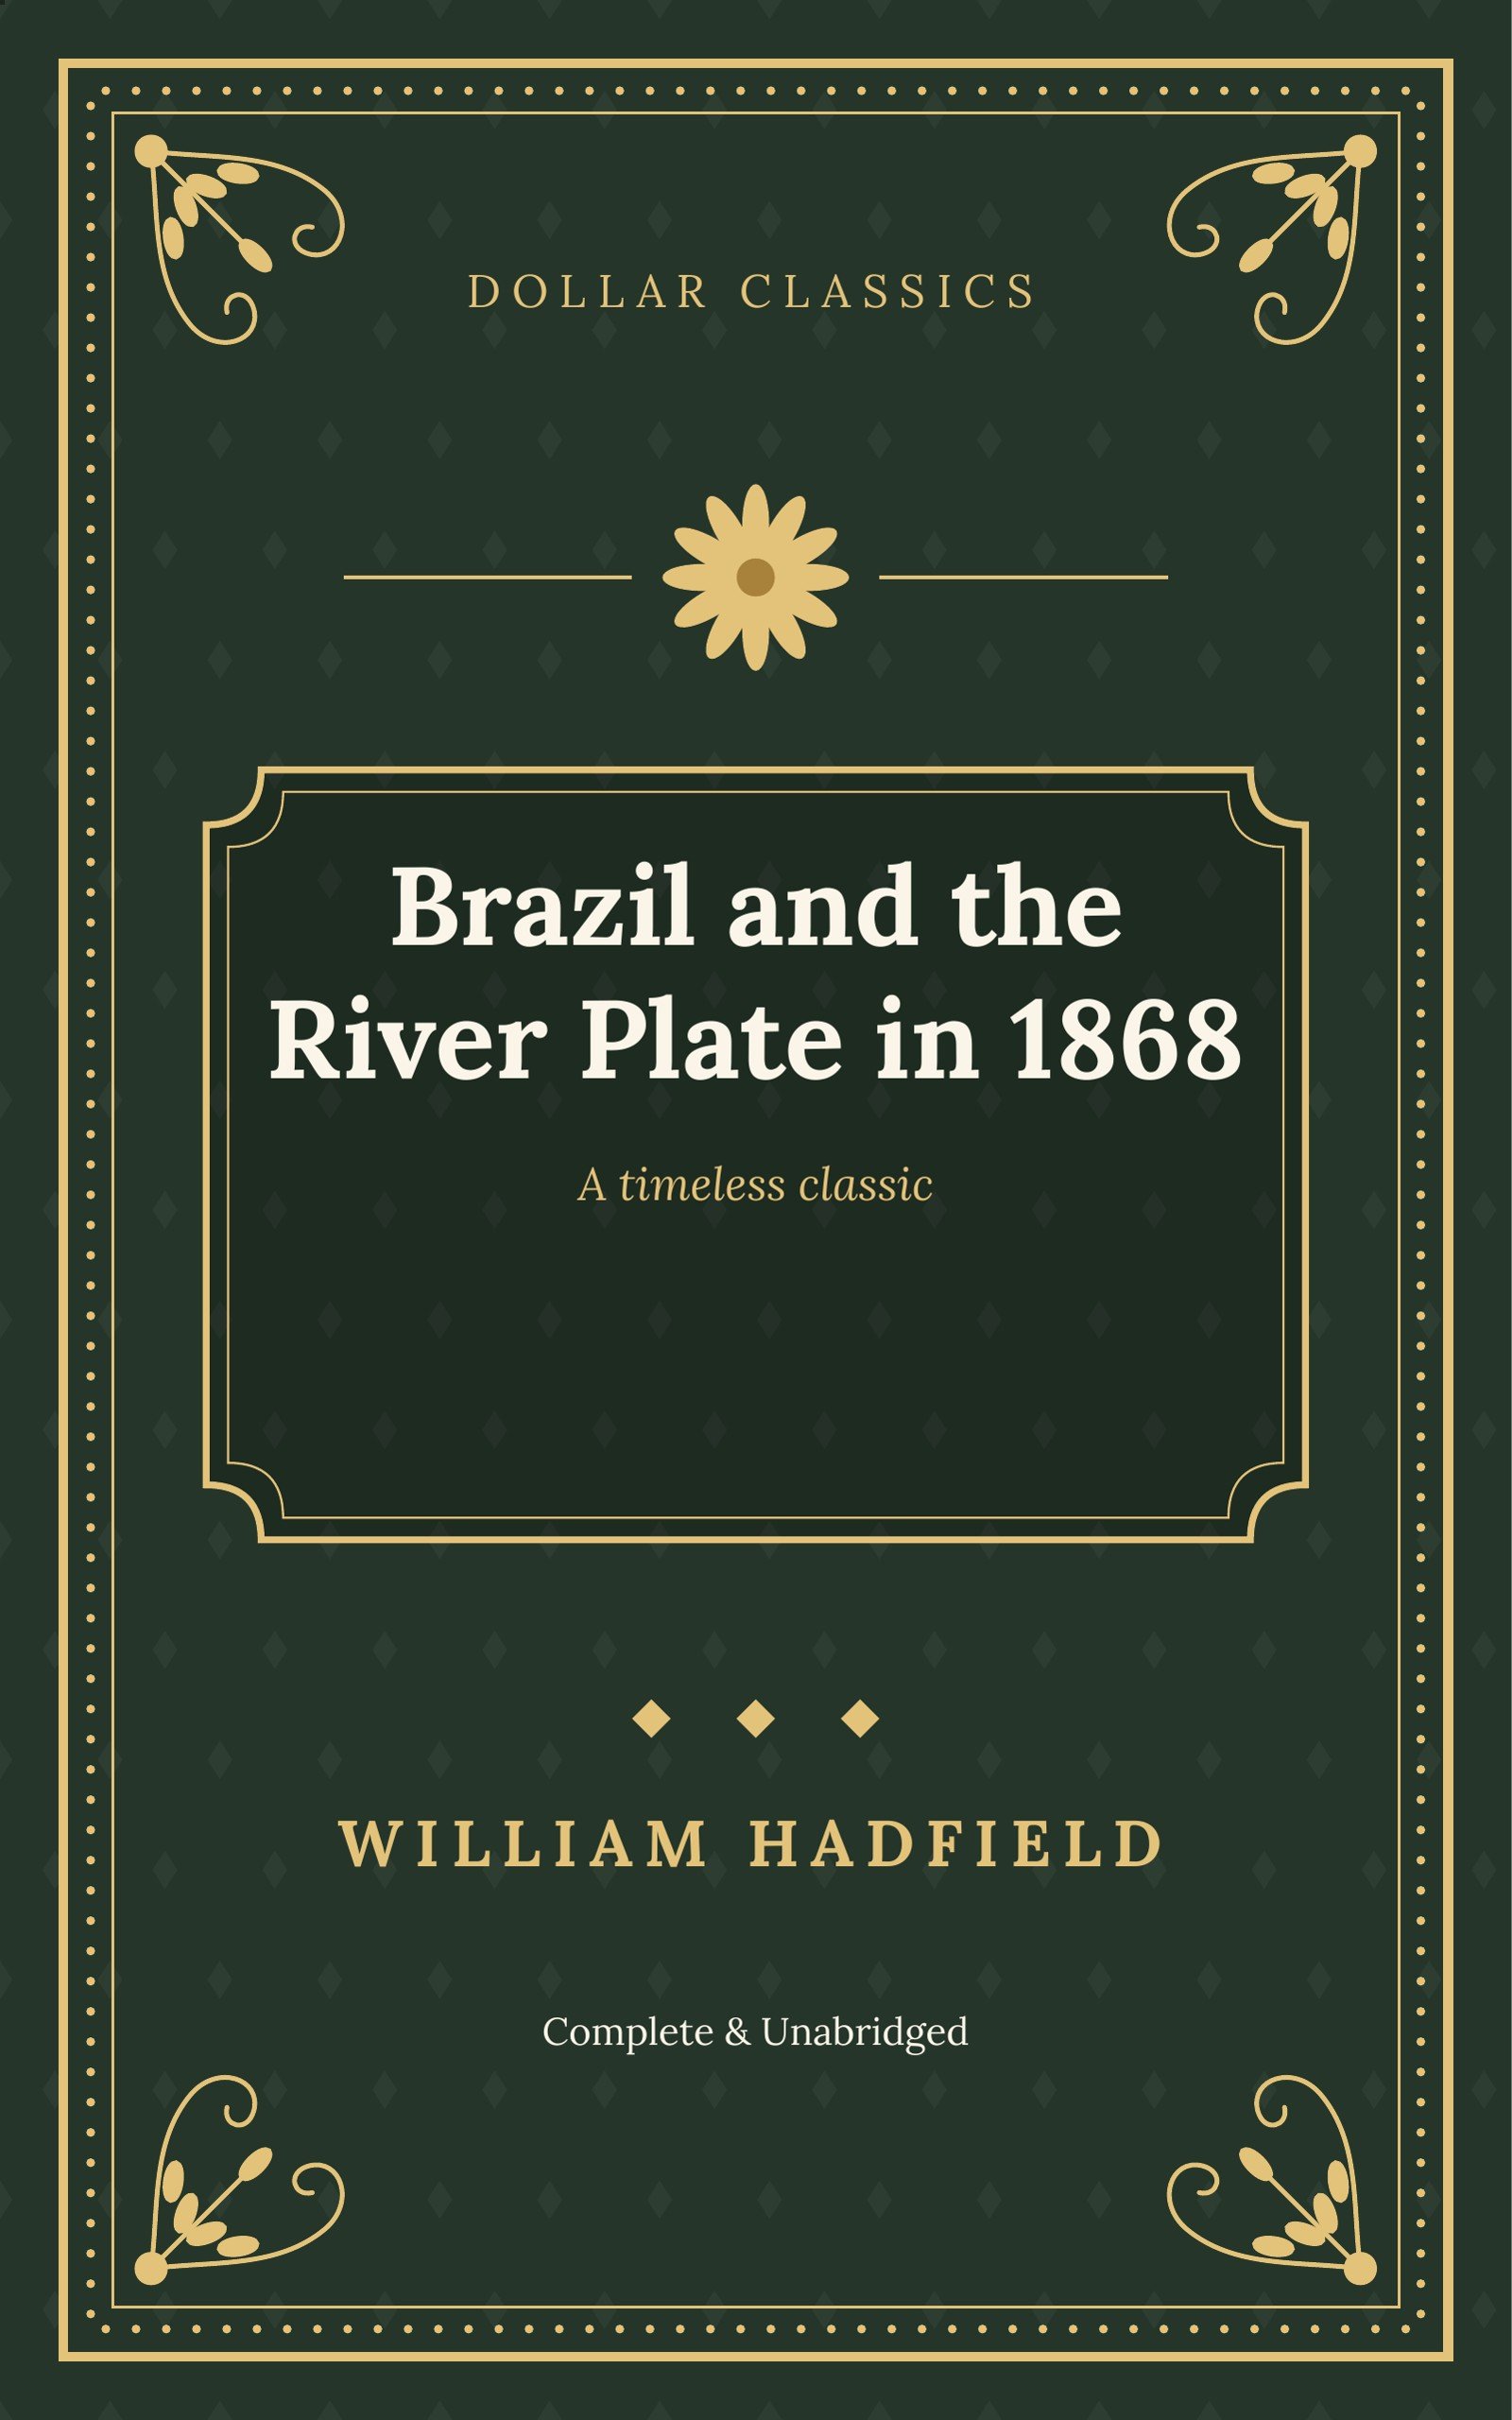 DOLLAR CLASSICS
Brazil and the
River Plate in 1868
A timeless classic
WILLIAM HADFIELD
Complete & Unabridged